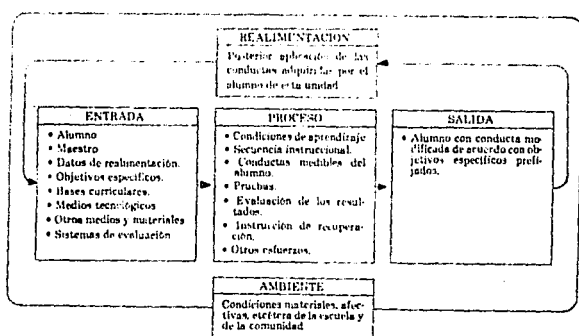 REALIMENTACION
Posterior aplicación de las
conductas adquiridas por el
alumno de esta unidad
ENTRADA
• Alumno
• Maestro
• Datos de realimentación.
• Objetivos específicos.
• Bases curriculares.
• Medios tecnológicos
• Otros medios y materiales
• Sistemas de evaluación
PROCESO
• Condiciones de aprendizaje
• Secuencia instruccional.
• Conductas medibles del
alumno.
• Pruebas.
• Evaluación de los resul-
tados.
• Instrucción de recupera-
ción.
• Otros esfuerzos.
SALIDA
• Alumno con conducta mo-
dificada de acuerdo con ob-
jetivos específicos prefi-
jados.
AMBIENTE
Condiciones materiales, afec-
tivas, etcétera de la escuela y
de la comunidad